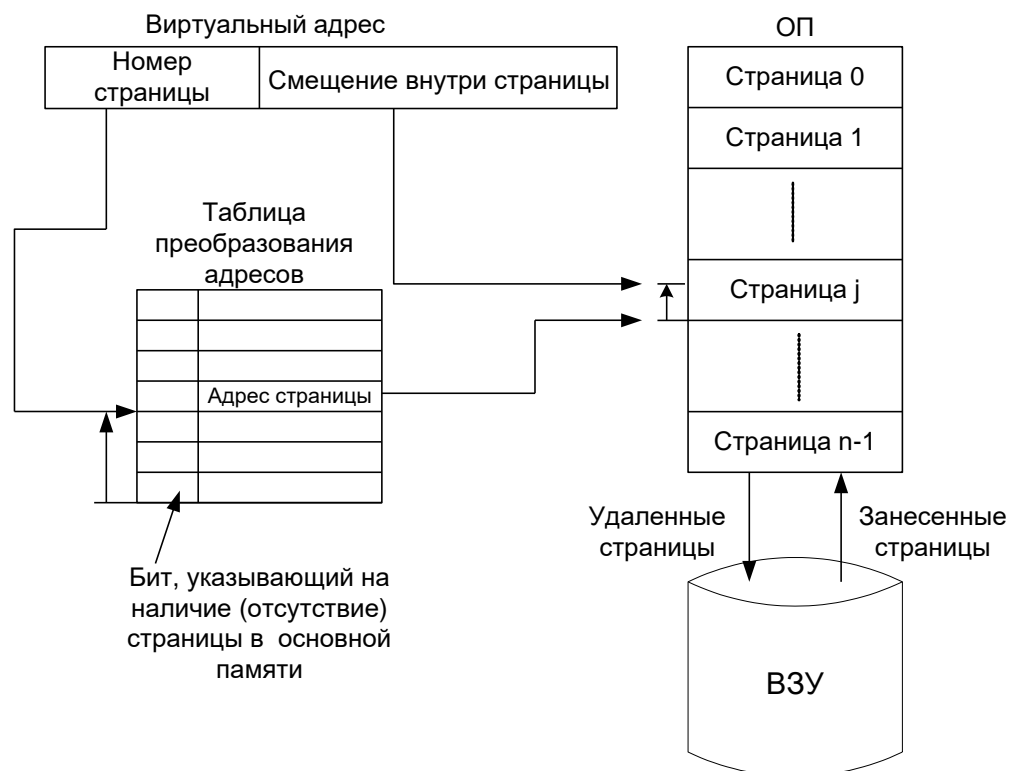 Виртуальный адрес
ОП
Номер
страницы
Смещение внутри страницы
Страница 0
Страница 1
Таблица
преобразования
адресов
Страница j
Адрес страницы
Страница n-1
Удаленные
страницы
Занесенные
страницы
Бит, указывающий на
наличие (отсутствие)
страницы в основной
памяти
ВЗУ